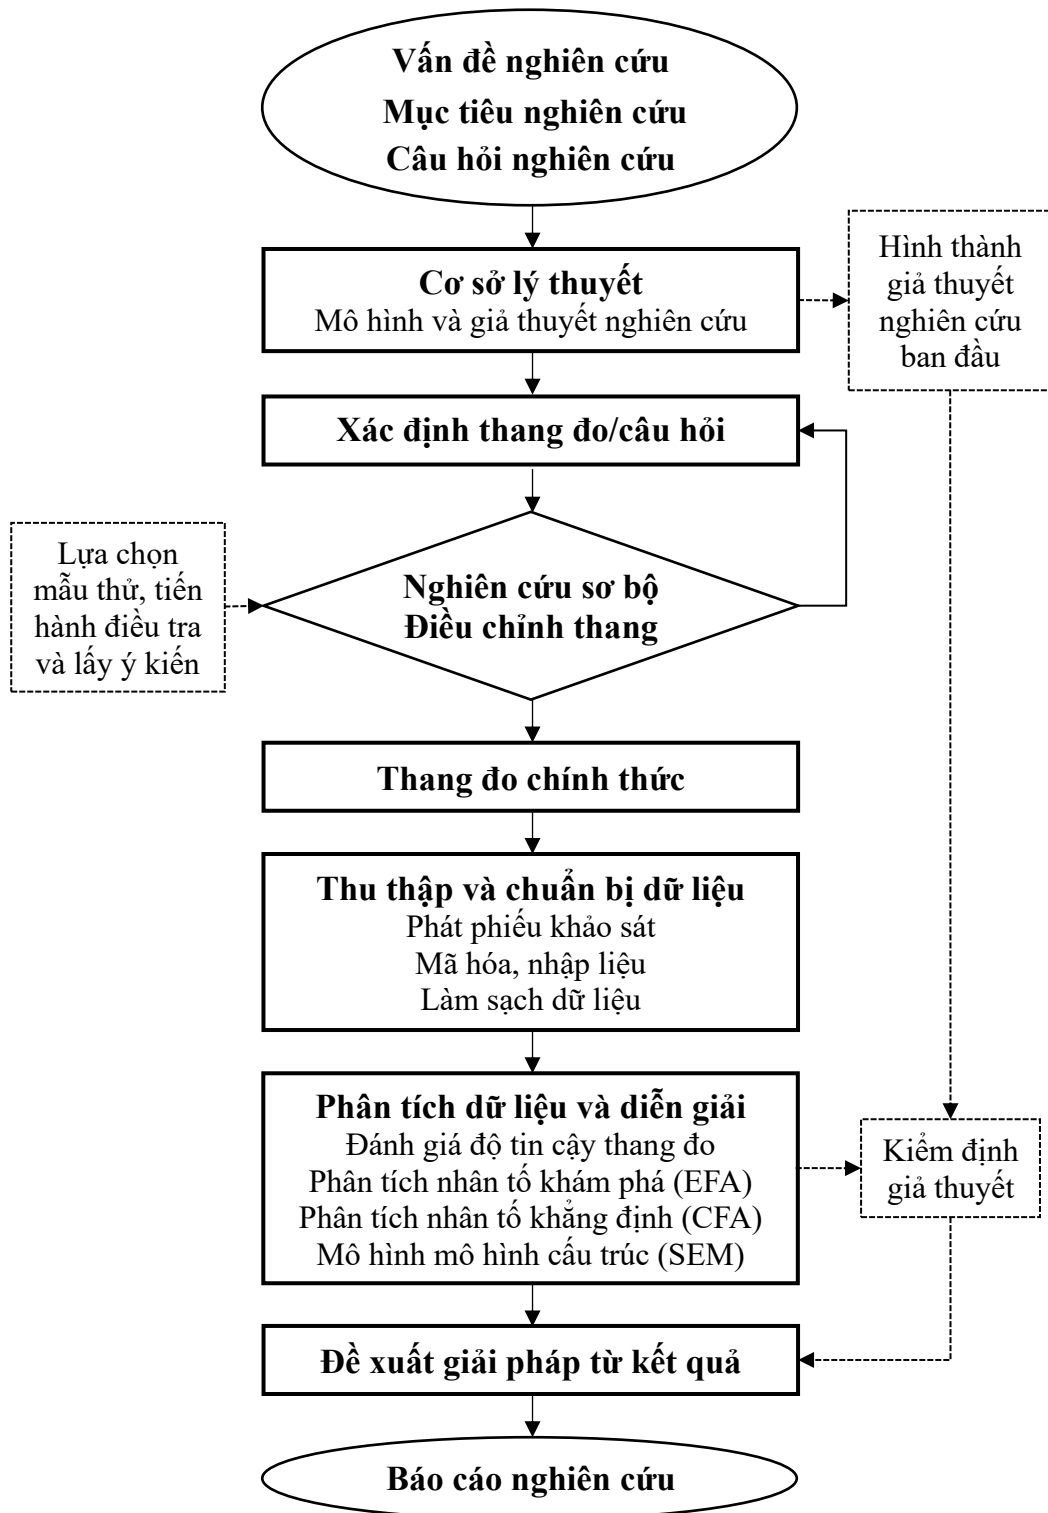 Vấn đề nghiên cứu
Mục tiêu nghiên cứu
Câu hỏi nghiên cứu
Cơ sở lý thuyết
Mô hình và giả thuyết nghiên cứu
Hình thành
giả thuyết
nghiên cứu
ban đầu
Xác định thang đo/câu hỏi
Lựa chọn
mẫu thử, tiến
hành điều tra
và lấy ý kiến
Nghiên cứu sơ bộ
Điều chỉnh thang
Thang đo chính thức
Thu thập và chuẩn bị dữ liệu
Phát phiếu khảo sát
Mã hóa, nhập liệu
Làm sạch dữ liệu
Phân tích dữ liệu và diễn giải
Đánh giá độ tin cậy thang đo
Phân tích nhân tố khám phá (EFA)
Phân tích nhân tố khẳng định (CFA)
Mô hình mô hình cấu trúc (SEM)
Kiểm định
giả thuyết
Đề xuất giải pháp từ kết quả
Báo cáo nghiên cứu